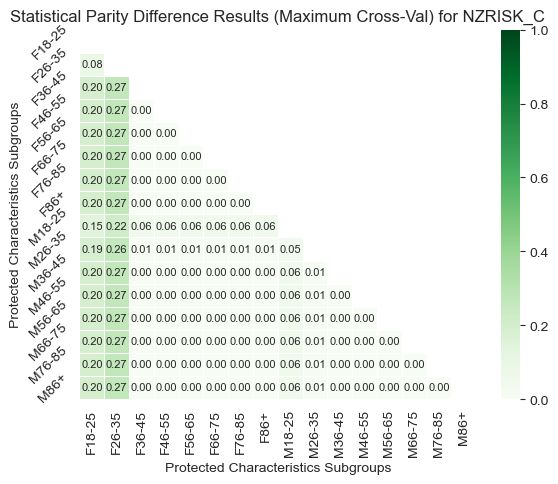 Statistical Parity Difference Results (Maximum Cross-Val) for NZRISK_C
Protected Characteristics Subgroups
F18-25
F26-35 0.08
F36-45 0.20 0.27
F46-55 0.20 0.27 0.00
F56-65 0.20 0.27 0.00 0.00
F66-75 0.20 0.27 0.00 0.00 0.00
F76-85 0.20 0.27 0.00 0.00 0.00 0.00
F86+ 0.20 0.27 0.00 0.00 0.00 0.00 0.00
M18-25 0.15 0.22 0.06 0.06 0.06 0.06 0.06 0.06
M26-35 0.19 0.26 0.01 0.01 0.01 0.01 0.01 0.01 0.05
M36-45 0.20 0.27 0.00 0.00 0.00 0.00 0.00 0.00 0.06 0.01
M46-55 0.20 0.27 0.00 0.00 0.00 0.00 0.00 0.00 0.06 0.01 0.00
M56-65 0.20 0.27 0.00 0.00 0.00 0.00 0.00 0.00 0.06 0.01 0.00 0.00
M66-75 0.20 0.27 0.00 0.00 0.00 0.00 0.00 0.00 0.06 0.01 0.00 0.00 0.00
M76-85 0.20 0.27 0.00 0.00 0.00 0.00 0.00 0.00 0.06 0.01 0.00 0.00 0.00 0.00
M86+ 0.20 0.27 0.00 0.00 0.00 0.00 0.00 0.00 0.06 0.01 0.00 0.00 0.00 0.00 0.00
F18-25 F26-35 F36-45 F46-55 F56-65 F66-75 F76-85 F86+ M18-25 M26-35 M36-45 M46-55 M56-65 M66-75 M76-85 M86+
Protected Characteristics Subgroups
1.0
0.8
0.6
0.4
0.2
0.0